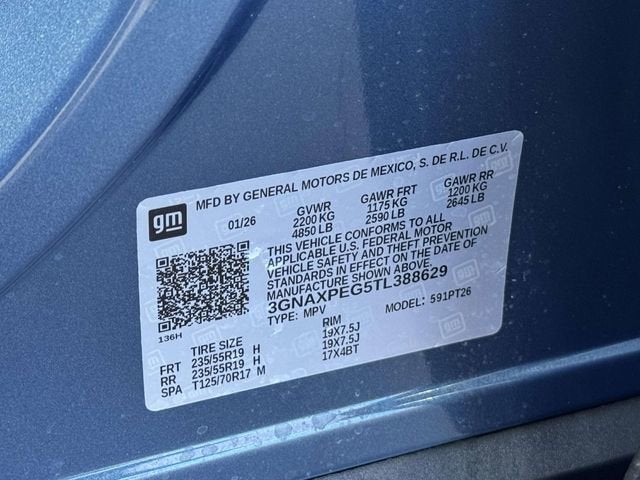 gm
MFD BY GENERAL MOTORS DE MEXICO, S. DE R.L. DE C.V.
01/26 GVWR GAWR FRT GAWR RR
2200 KG 1175 KG 1200 KG
4850 LB 2590 LB 2645 LB
THIS VEHICLE CONFORMS TO ALL
APPLICABLE U.S. FEDERAL MOTOR
VEHICLE SAFETY AND THEFT PREVENTION
STANDARDS IN EFFECT ON THE DATE OF
MANUFACTURE SHOWN ABOVE.
3GNAXPEG5TL388629
TYPE: MPV MODEL: 591PT26
136H
TIRE SIZE RIM
FRT 235/55R19 H 19X7.5J
RR 235/55R19 H 19X7.5J
SPA T125/70R17 M 17X4BT